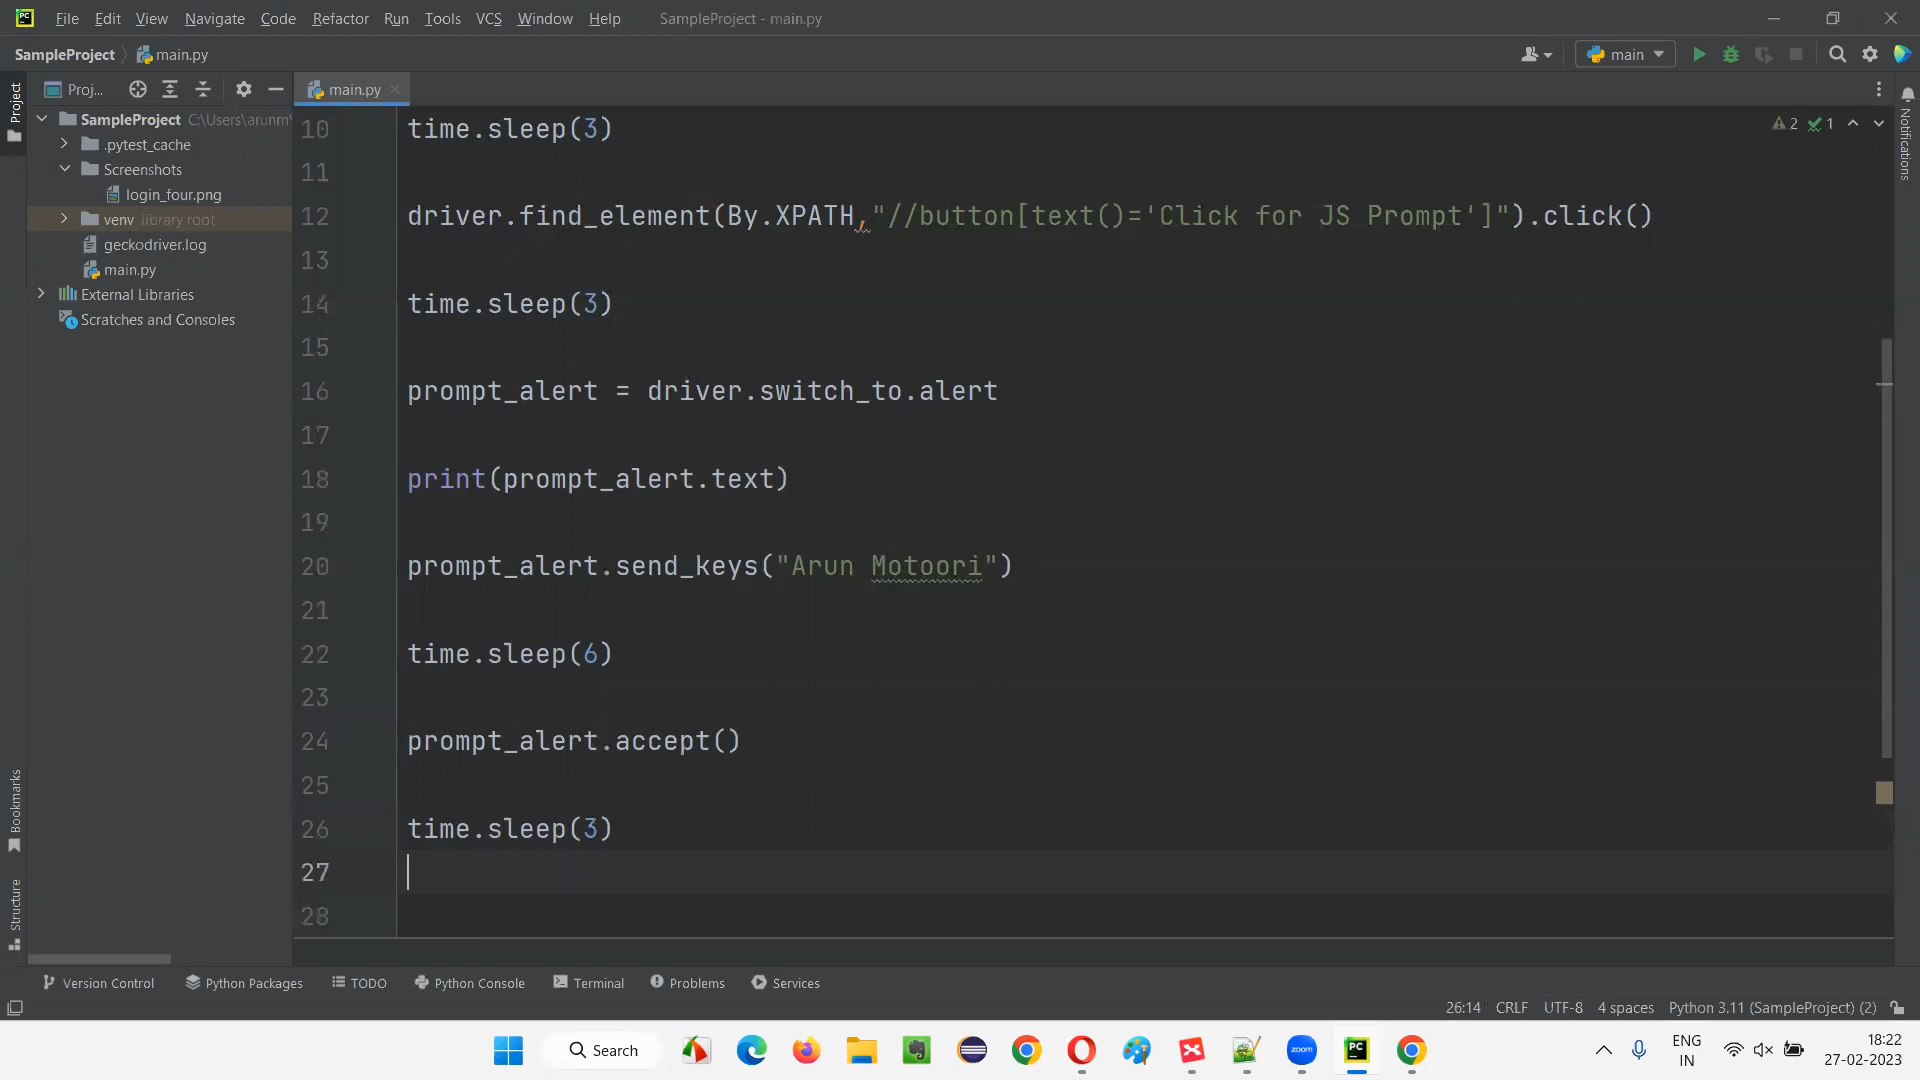 File Edit View Navigate Code Refactor Run Tools VCS Window Help SampleProject - main.py
SampleProject main.py main
Proj... main.py
Project
Notifications
SampleProject C:\Users\arunm\
.pytest_cache
Screenshots
login_four.png
venv library root
geckodriver.log
main.py
External Libraries
Scratches and Consoles
2 1
10 time.sleep(3)
11
12 driver.find_element(By.XPATH,"//button[text()='Click for JS Prompt']").click()
13
14 time.sleep(3)
15
16 prompt_alert = driver.switch_to.alert
17
18 print(prompt_alert.text)
19
20 prompt_alert.send_keys("Arun Motoori")
21
22 time.sleep(6)
23
24 prompt_alert.accept()
25
26 time.sleep(3)
27
28
Bookmarks
Structure
Version Control Python Packages TODO Python Console Terminal Problems Services
26:14 CRLF UTF-8 4 spaces Python 3.11 (SampleProject) (2)
Search
zoom
PC
ENG
IN
18:22
27-02-2023